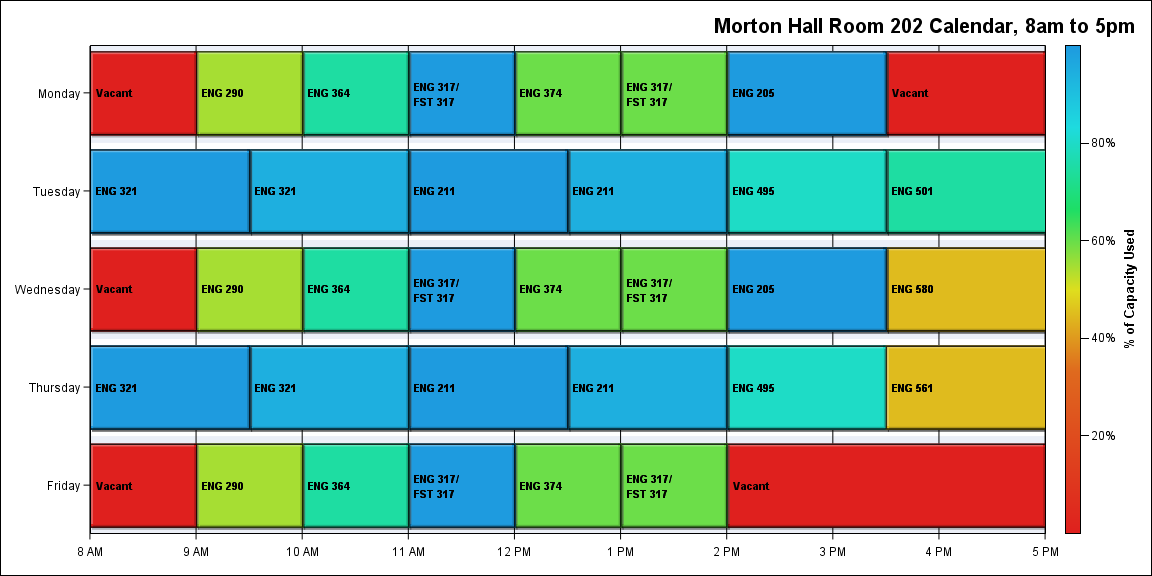 Morton Hall Room 202 Calendar, 8am to 5pm
Monday
Vacant
ENG 290
ENG 364
ENG 317/
FST 317
ENG 374
ENG 317/
FST 317
ENG 205
Vacant
Tuesday
ENG 321
ENG 321
ENG 211
ENG 211
ENG 495
ENG 501
Wednesday
Vacant
ENG 290
ENG 364
ENG 317/
FST 317
ENG 374
ENG 317/
FST 317
ENG 205
ENG 580
Thursday
ENG 321
ENG 321
ENG 211
ENG 211
ENG 495
ENG 561
Friday
Vacant
ENG 290
ENG 364
ENG 317/
FST 317
ENG 374
ENG 317/
FST 317
Vacant
8 AM
9 AM
10 AM
11 AM
12 PM
1 PM
2 PM
3 PM
4 PM
5 PM
80%
60%
40%
20%
% of Capacity Used